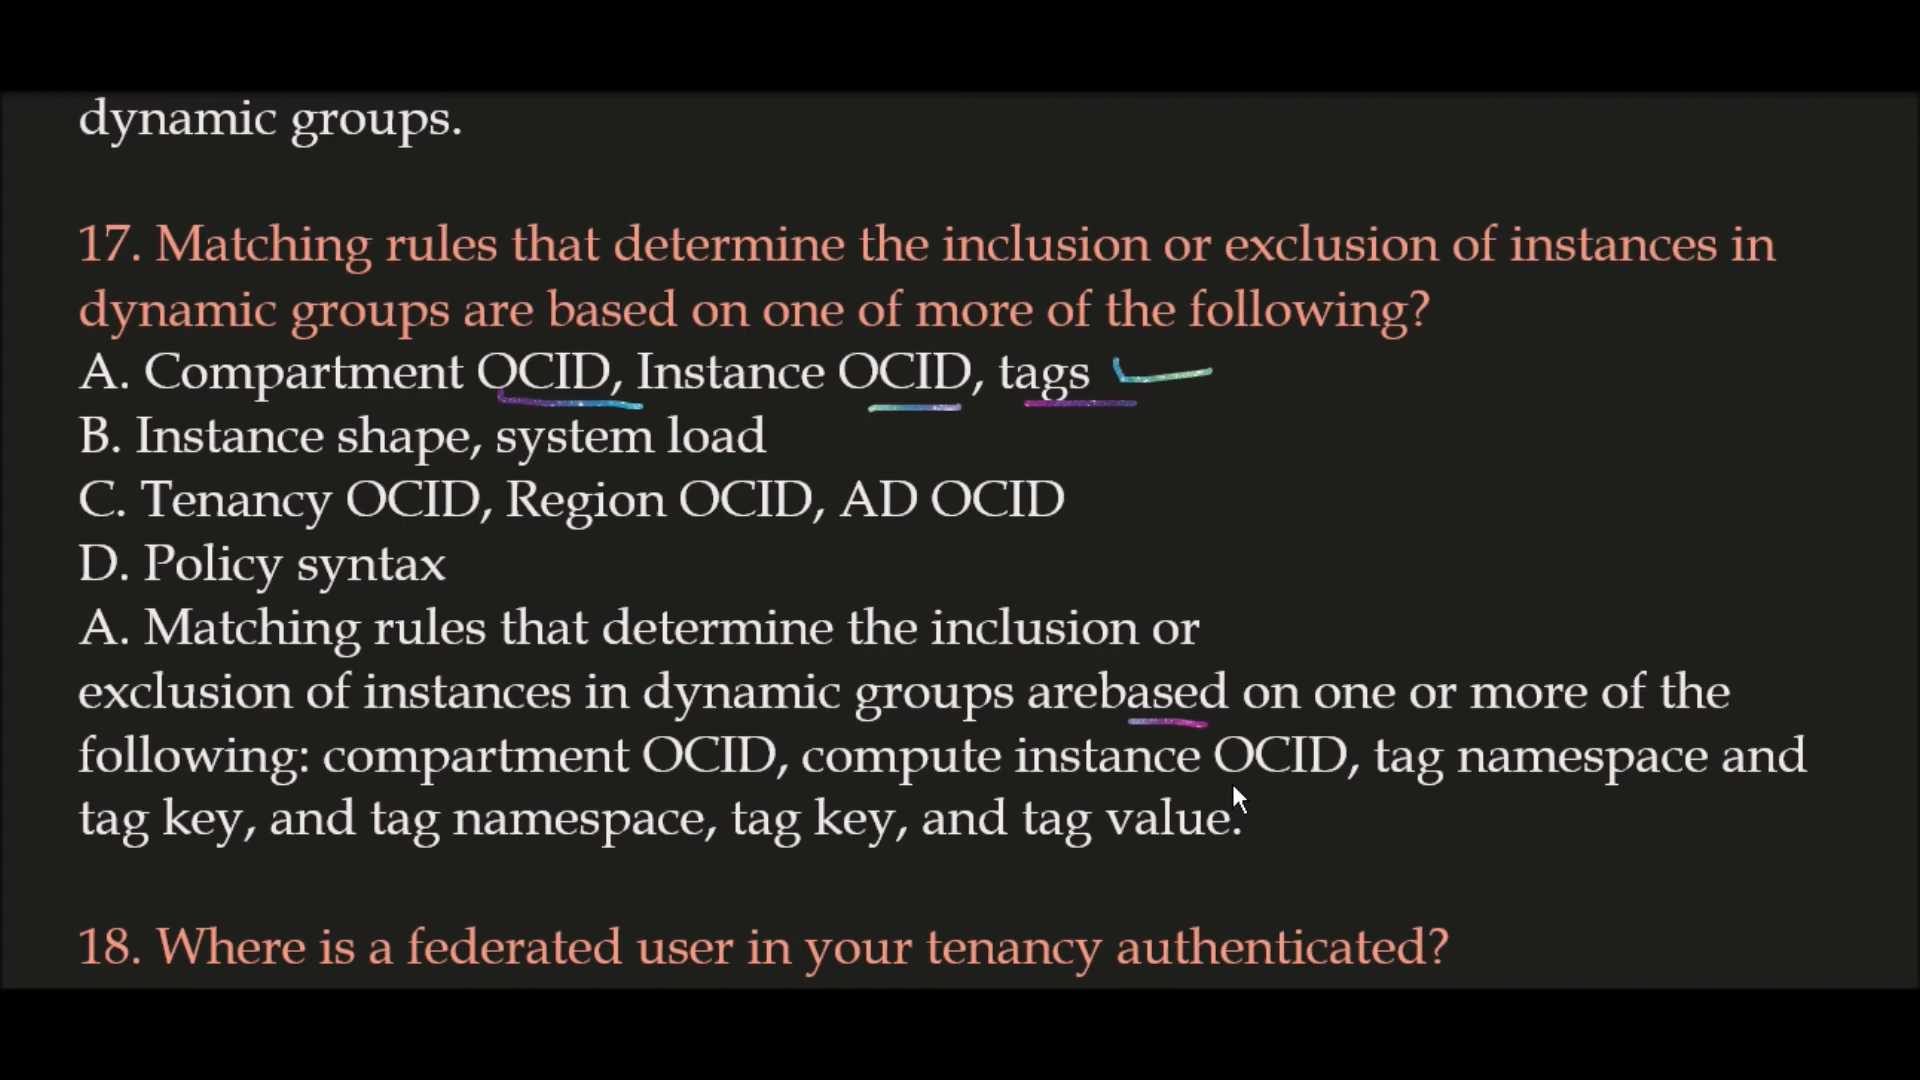 dynamic groups.
17. Matching rules that determine the inclusion or exclusion of instances in
dynamic groups are based on one of more of the following?
A. Compartment OCID, Instance OCID, tags
B. Instance shape, system load
C. Tenancy OCID, Region OCID, AD OCID
D. Policy syntax
A. Matching rules that determine the inclusion or
exclusion of instances in dynamic groups arebased on one or more of the
following: compartment OCID, compute instance OCID, tag namespace and
tag key, and tag namespace, tag key, and tag value.
18. Where is a federated user in your tenancy authenticated?